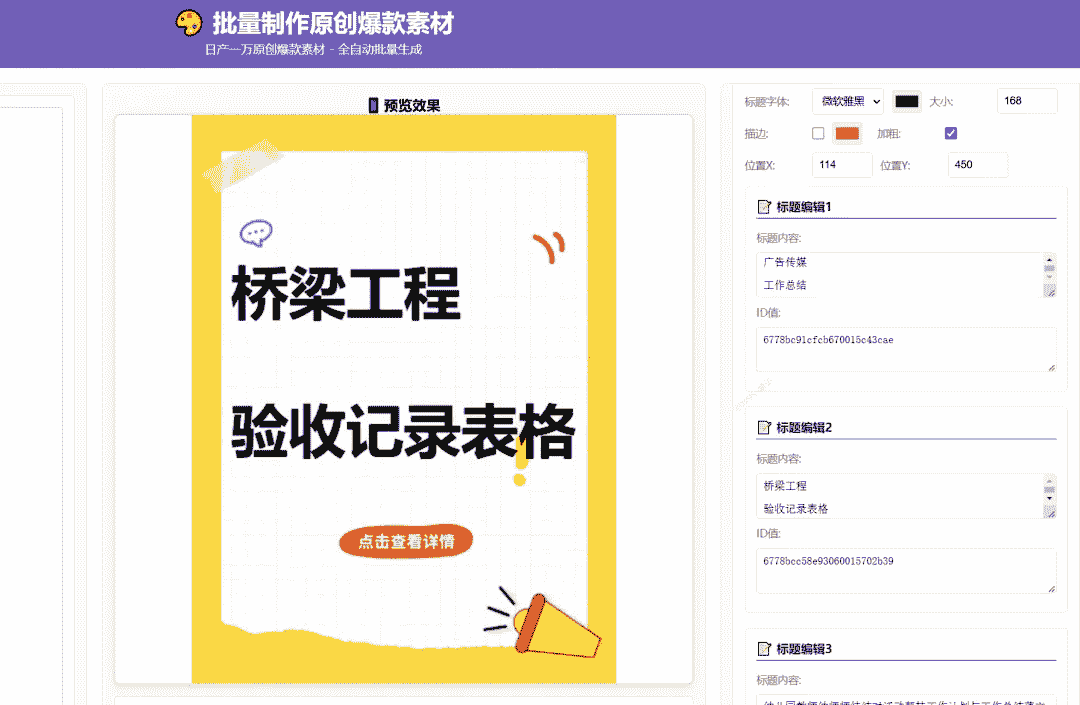 批量制作原创爆款素材
日产一万原创爆款素材 - 全自动批量生成
预览效果
桥梁工程
验收记录表格
点击查看详情
标题字体:
微软雅黑
大小:
168
描边:
加粗:
位置X:
114
位置Y:
450
标题编辑1
标题内容:
广告传媒
工作总结
ID值:
6778bc91cfcb670015c43cae
标题编辑2
标题内容:
桥梁工程
验收记录表格
ID值:
6778bcc58e93060015702b39
标题编辑3
标题内容: